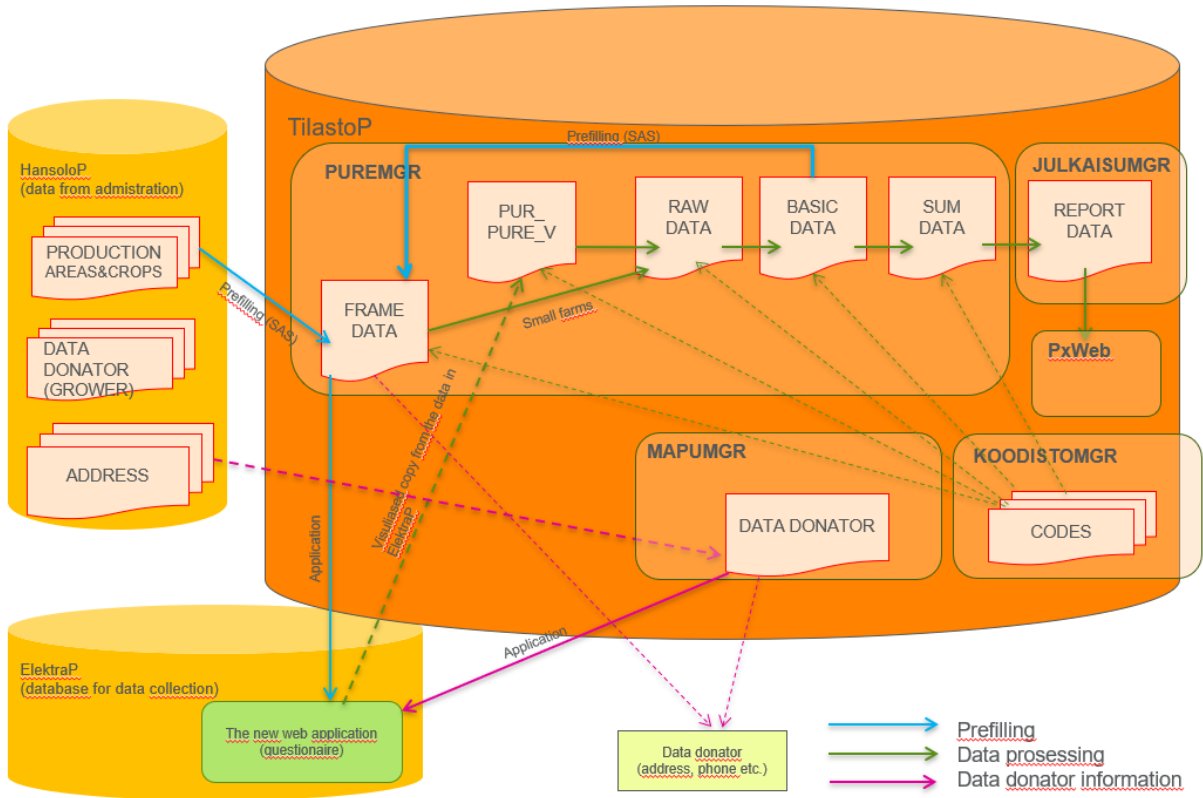 TilastoP
Prefilling (SAS)
PUREMGR
JULKAISUMGR
HansoloP
(data from admistration)
PUR_
PURE_V
RAW
DATA
BASIC
DATA
SUM
DATA
REPORT
DATA
PRODUCTION
AREAS&CROPS
Prefilling (SAS)
FRAME
DATA
Small farms
DATA
DONATOR
(GROWER)
PxWeb
ADDRESS
Visuliased copy from the data in
ElektraP
MAPUMGR
KOODISTOMGR
DATA DONATOR
CODES
Application
Application
ElektraP
(database for data collection)
The new web application
(questionaire)
Data donator
(address, phone etc.)
Prefilling
Data prosessing
Data donator information